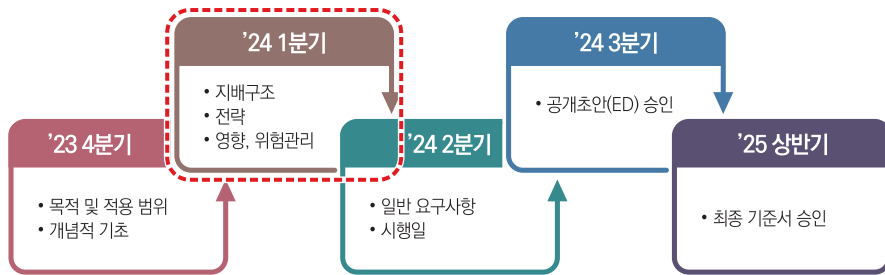 '23 4분기
• 목적 및 적용 범위
• 개념적 기초
'24 1분기
• 지배구조
• 전략
• 영향, 위험관리
'24 2분기
• 일반 요구사항
• 시행일
'24 3분기
• 공개초안(ED) 승인
'25 상반기
• 최종 기준서 승인